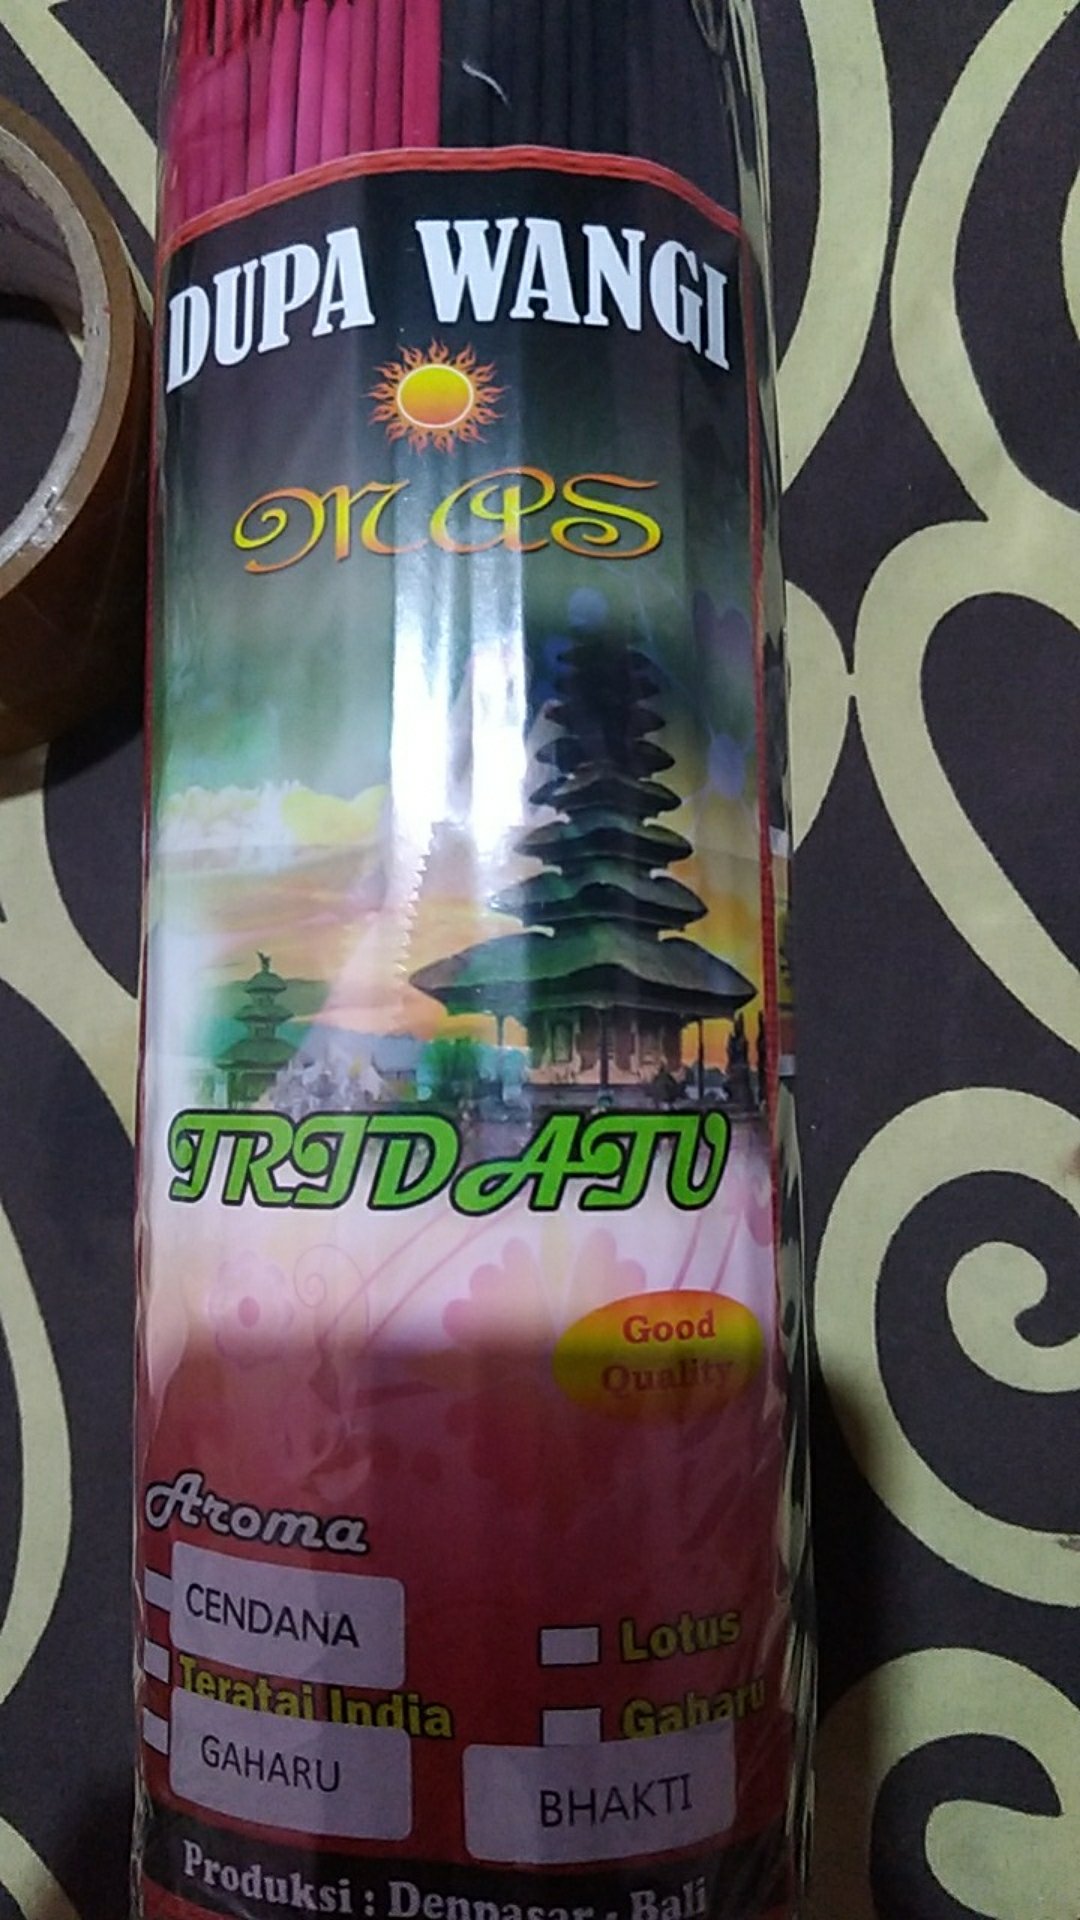 DUPA WANGI
MAS
TRIDATU
Good
Quality
Aroma
CENDANA
Lotus
Teratai India
Gaharu
GAHARU
BHAKTI
Produksi : Denpasar - Bali